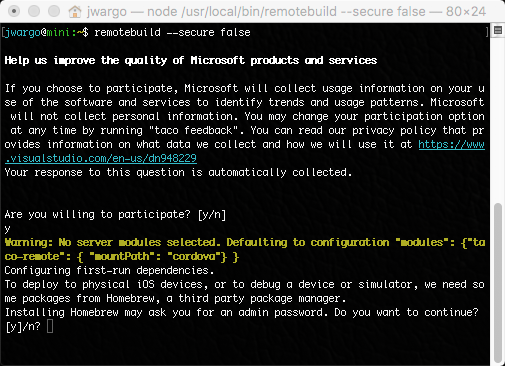 jwargo — node /usr/local/bin/remotebuild --secure false — 80×24
[jwargo@mini:~$ remotebuild --secure false ]
Help us improve the quality of Microsoft products and services
If you choose to participate, Microsoft will collect usage information on your u
se of the software and services to identify trends and usage patterns. Microsoft
 will not collect personal information. You may change your participation option
 at any time by running "taco feedback". You can read our privacy policy that pr
ovides information on what data we collect and how we will use it at https://www
.visualstudio.com/en-us/dn948229
Your response to this question is automatically collected.
Are you willing to participate? [y/n]
y
Warning: No server modules selected. Defaulting to configuration "modules": {"ta
co-remote": { "mountPath": "cordova"} }
Configuring first-run dependencies.
To deploy to physical iOS devices, or to debug a device or simulator, we need so
me packages from Homebrew, a third party package manager.
Installing Homebrew may ask you for an admin password. Do you want to continue?
[y]/n?